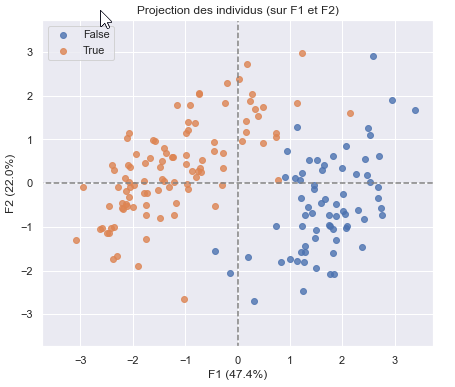 Projection des individus (sur F1 et F2)
False
True
3
2
1
0
−1
−2
−3
F2 (22.0%)
−3 −2 −1 0 1 2 3
F1 (47.4%)